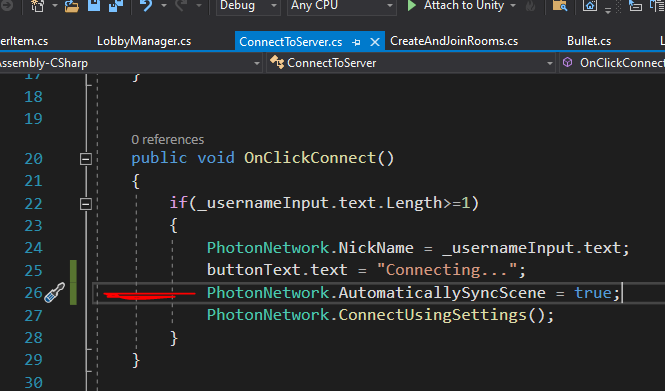 Debug Any CPU Attach to Unity
erItem.cs LobbyManager.cs ConnectToServer.cs CreateAndJoinRooms.cs Bullet.cs
Assembly-CSharp ConnectToServer OnClickConnect
17 }
18
19
0 references
20 public void OnClickConnect()
21 {
22 if(_usernameInput.text.Length>=1)
23 {
24 PhotonNetwork.NickName = _usernameInput.text;
25 buttonText.text = "Connecting...";
26 PhotonNetwork.AutomaticallySyncScene = true;
27 PhotonNetwork.ConnectUsingSettings();
28 }
29 }
30